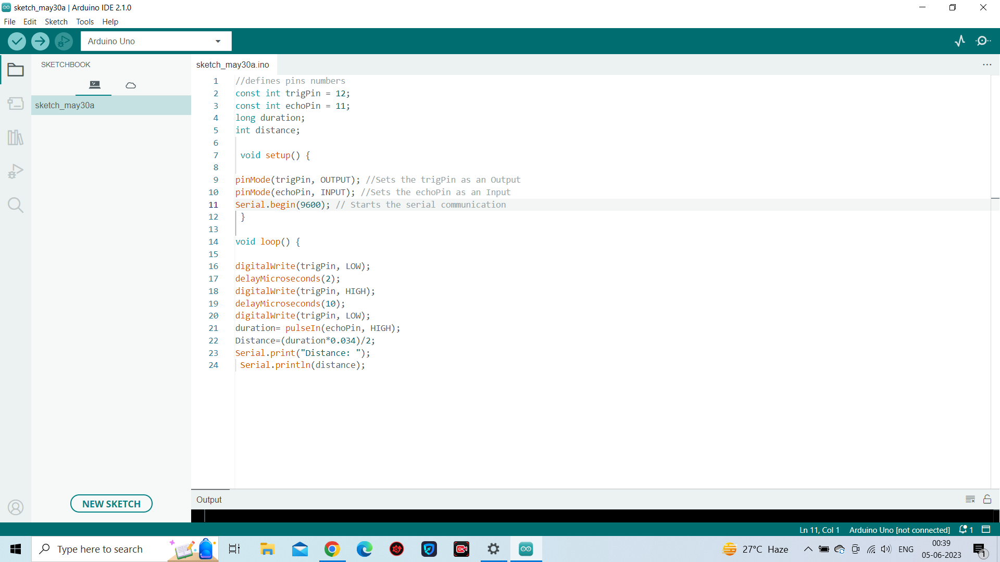 sketch_may30a | Arduino IDE 2.1.0
File Edit Sketch Tools Help
Arduino Uno
SKETCHBOOK
sketch_may30a
NEW SKETCH
sketch_may30a.ino
1 //defines pins numbers
2 const int trigPin = 12;
3 const int echoPin = 11;
4 long duration;
5 int distance;
6
7 void setup() {
8
9 pinMode(trigPin, OUTPUT); //Sets the trigPin as an Output
10 pinMode(echoPin, INPUT); //Sets the echoPin as an Input
11 Serial.begin(9600); // Starts the serial communication
12 }
13
14 void loop() {
15
16 digitalWrite(trigPin, LOW);
17 delayMicroseconds(2);
18 digitalWrite(trigPin, HIGH);
19 delayMicroseconds(10);
20 digitalWrite(trigPin, LOW);
21 duration= pulseIn(echoPin, HIGH);
22 Distance=(duration*0.034)/2;
23 Serial.print("Distance: ");
24 Serial.println(distance);
Output
Ln 11, Col 1 Arduino Uno [not connected] 1
Type here to search
27°C Haze
ENG
00:39
05-06-2023
1